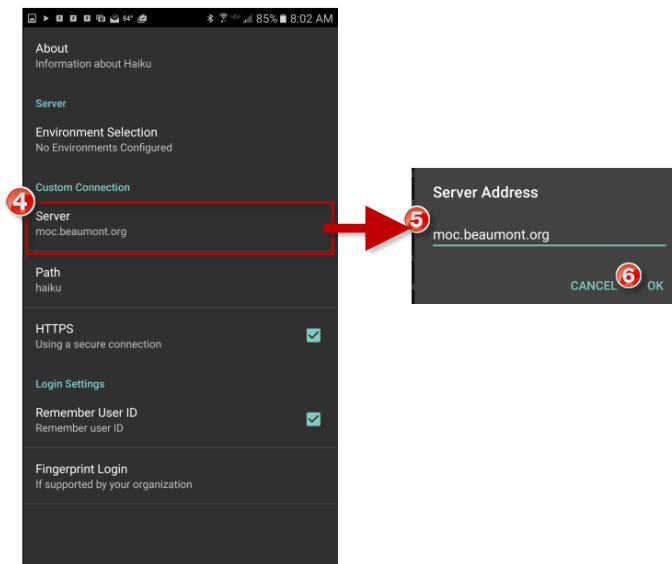 64° 85% 8:02 AM
About
Information about Haiku
Server
Environment Selection
No Environments Configured
4
Custom Connection
Server
moc.beaumont.org
Path
haiku
HTTPS
Using a secure connection
Login Settings
Remember User ID
Remember user ID
Fingerprint Login
If supported by your organization
Server Address
5
moc.beaumont.org
CANCEL 6 OK